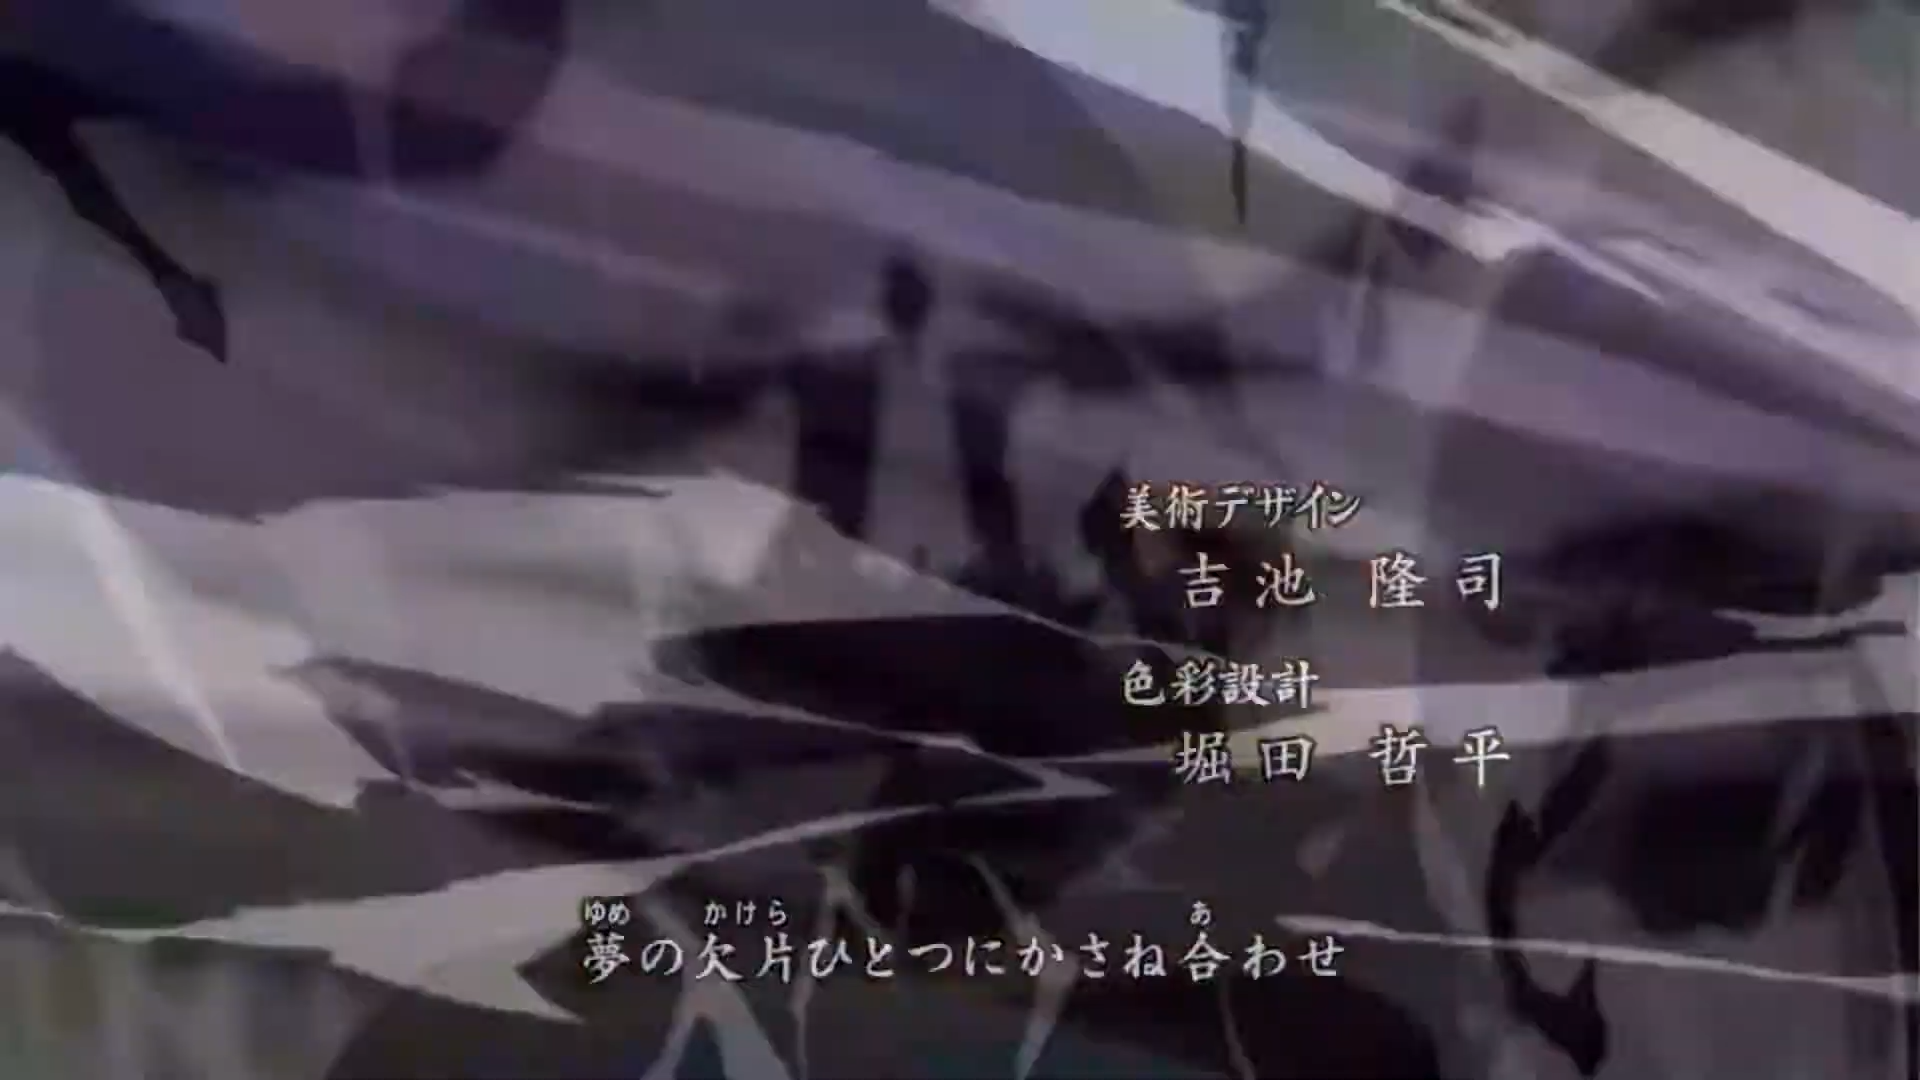 美術デザイン
吉池 隆司
色彩設計
堀田 哲平
ゆめ かけら あ
夢の欠片ひとつにかさね合わせ